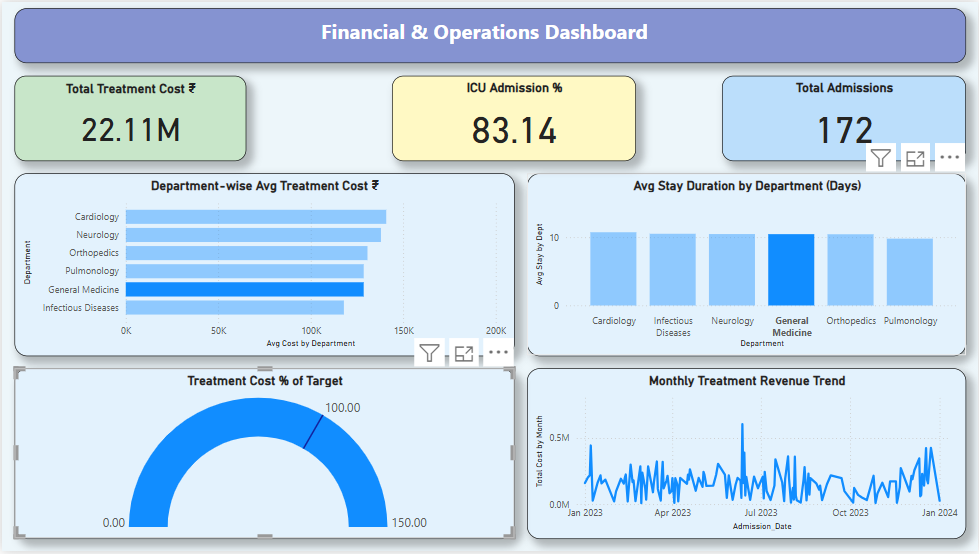 Financial & Operations Dashboard
Total Treatment Cost ₹
22.11M
ICU Admission %
83.14
Total Admissions
172
Department-wise Avg Treatment Cost ₹
Department
Cardiology
Neurology
Orthopedics
Pulmonology
General Medicine
Infectious Diseases
0K 50K 100K 150K 200K
Avg Cost by Department
Avg Stay Duration by Department (Days)
Avg Stay by Dept
10
0
Cardiology Infectious Neurology General Orthopedics Pulmonology
Diseases Medicine
Department
Treatment Cost % of Target
100.00
0.00 150.00
Monthly Treatment Revenue Trend
Total Cost by Month
0.5M
0.0M
Jan 2023 Apr 2023 Jul 2023 Oct 2023 Jan 2024
Admission_Date